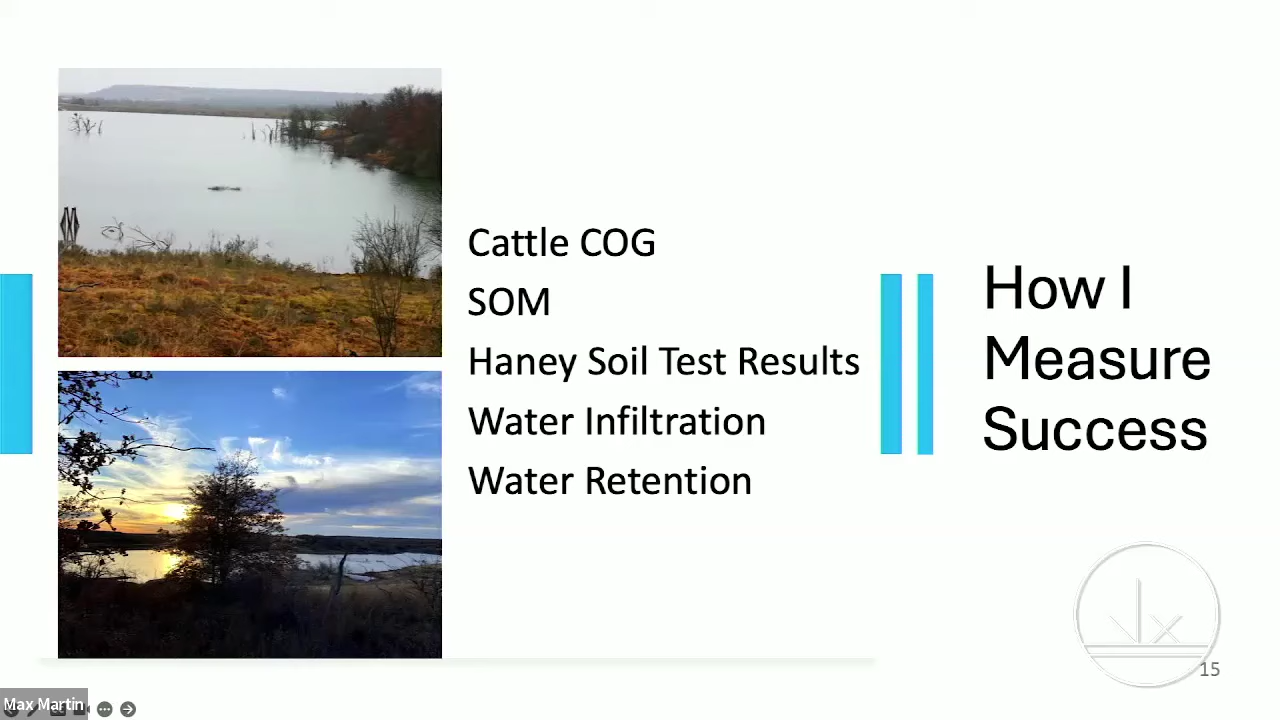 Cattle COG
SOM
Haney Soil Test Results
Water Infiltration
Water Retention
How I
Measure
Success
15
Max Martin